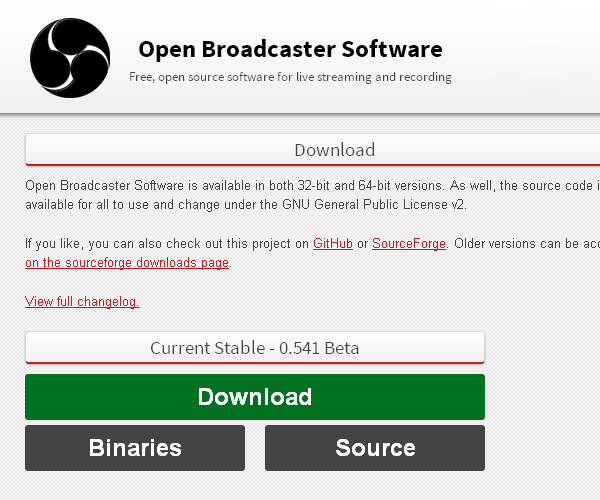 Open Broadcaster Software
Free, open source software for live streaming and recording
Download
Open Broadcaster Software is available in both 32-bit and 64-bit versions. As well, the source code
available for all to use and change under the GNU General Public License v2.
If you like, you can also check out this project on GitHub or SourceForge. Older versions can be
on the sourceforge downloads page.
View full changelog.
Current Stable - 0.541 Beta
Download
Binaries
Source